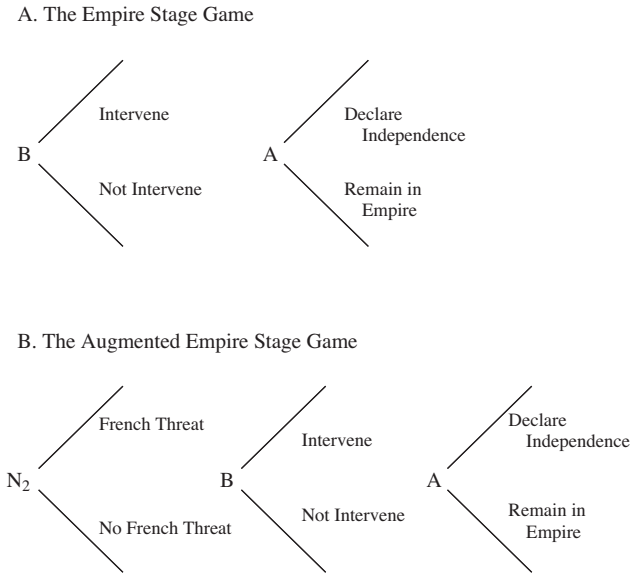 A. The Empire Stage Game
Intervene
B
Not Intervene
Declare
Independence
A
Remain in
Empire
B. The Augmented Empire Stage Game
French Threat
N2
No French Threat
Intervene
B
Not Intervene
Declare
Independence
A
Remain in
Empire